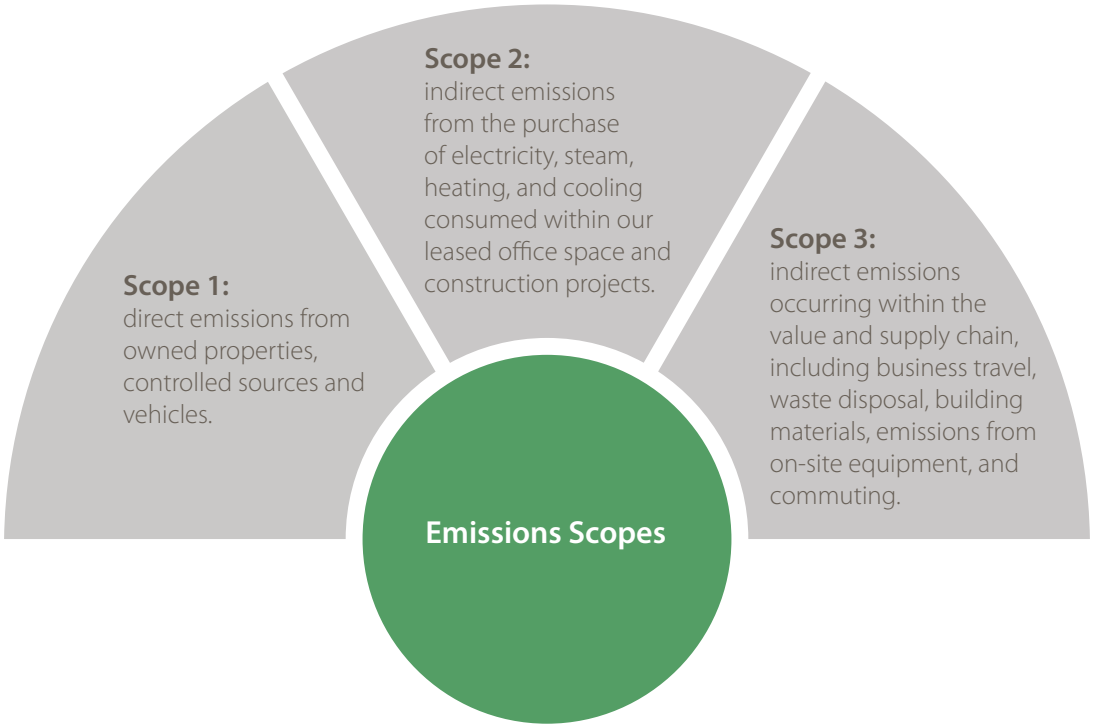 Scope 1:
direct emissions from
owned properties,
controlled sources and
vehicles.
Scope 2:
indirect emissions
from the purchase
of electricity, steam,
heating, and cooling
consumed within our
leased office space and
construction projects.
Scope 3:
indirect emissions
occurring within the
value and supply chain,
including business travel,
waste disposal, building
materials, emissions from
on-site equipment, and
commuting.
Emissions Scopes